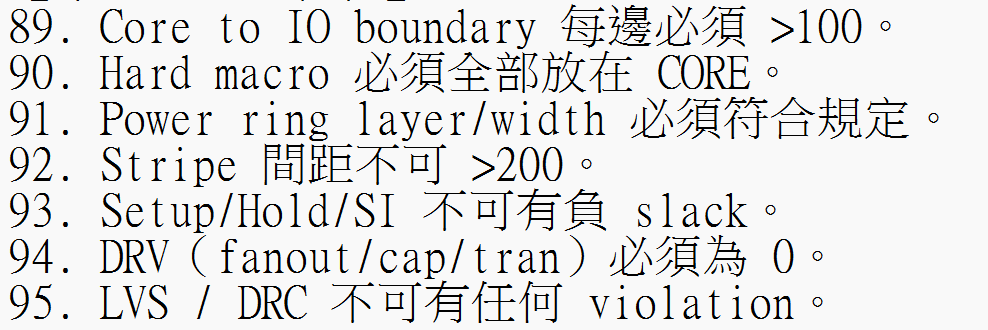 89. Core to IO boundary 每邊必須 >100。
90. Hard macro 必須全部放在 CORE。
91. Power ring layer/width 必須符合規定。
92. Stripe 間距不可 >200。
93. Setup/Hold/SI 不可有負 slack。
94. DRV（fanout/cap/tran）必須為 0。
95. LVS / DRC 不可有任何 violation。